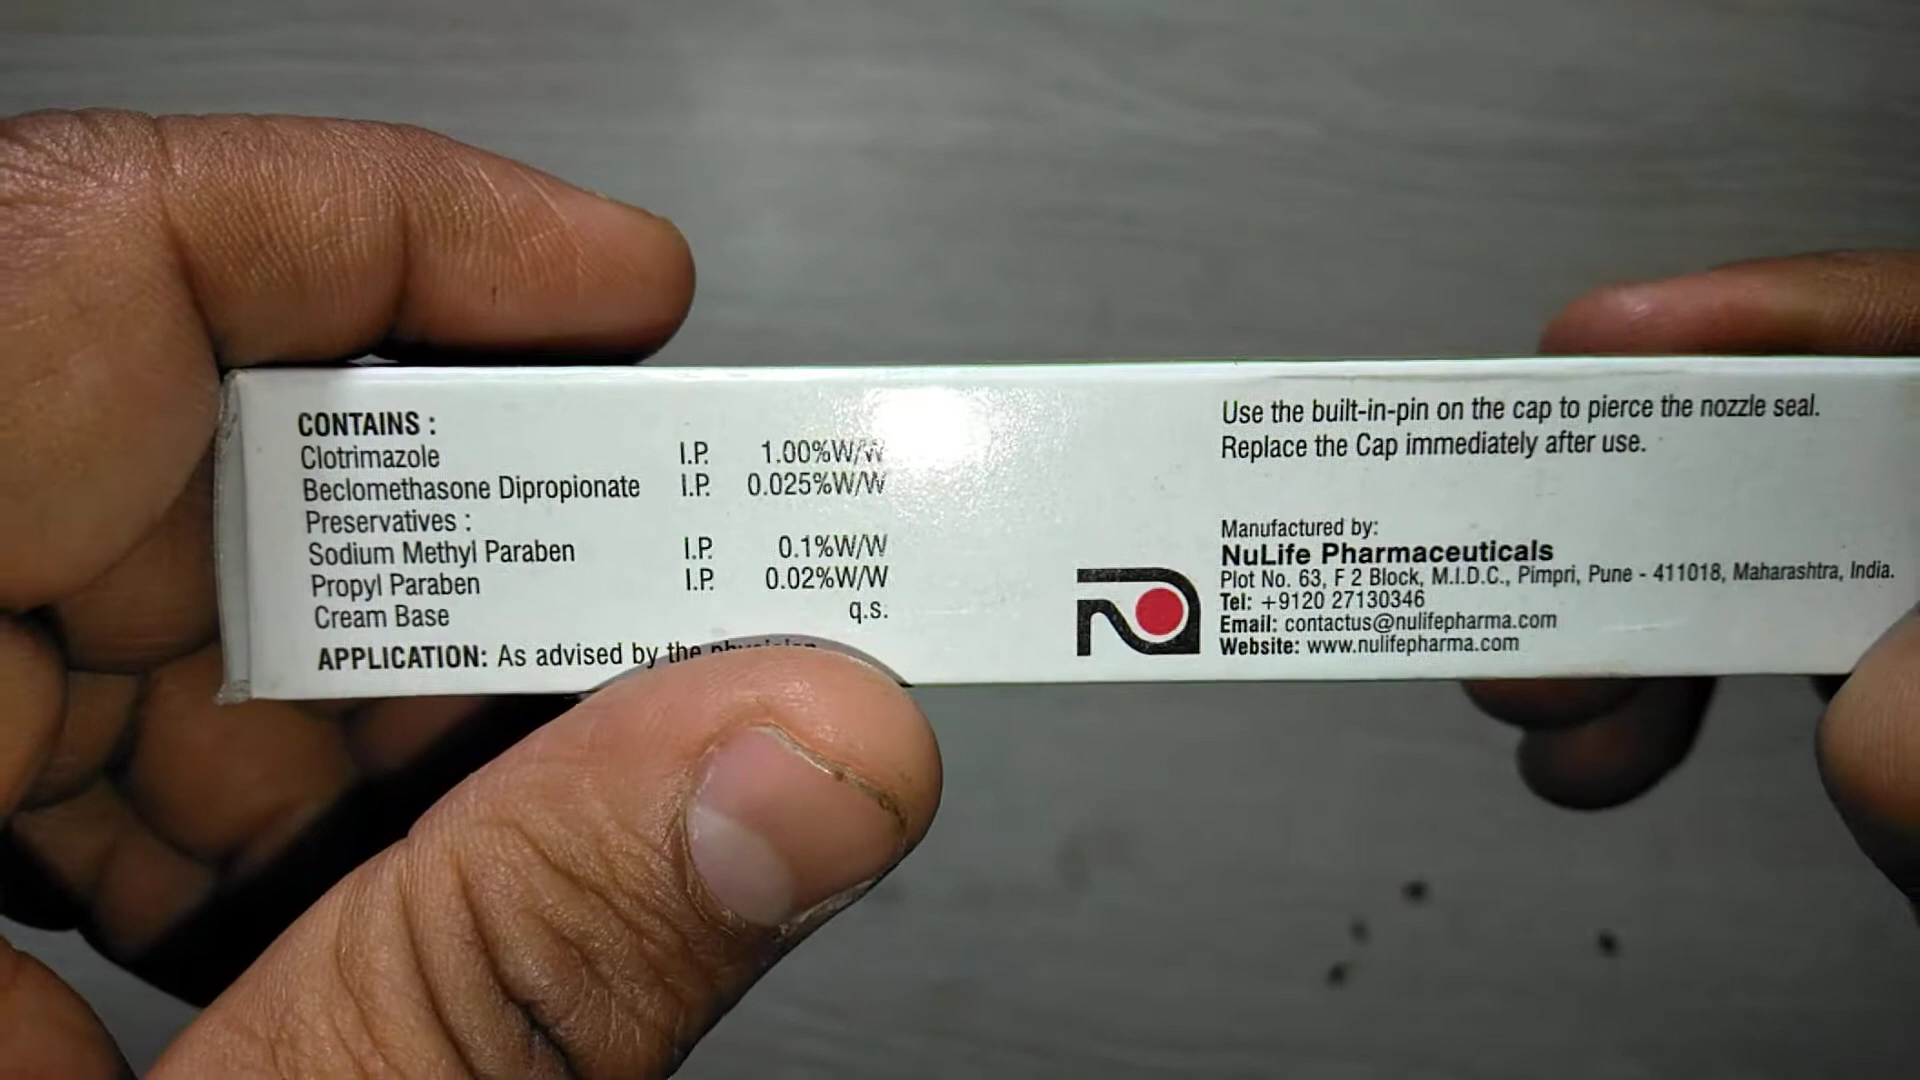 CONTAINS :
Clotrimazole I.P. 1.00%W/W
Beclomethasone Dipropionate I.P. 0.025%W/W
Preservatives :
Sodium Methyl Paraben I.P. 0.1%W/W
Propyl Paraben I.P. 0.02%W/W
Cream Base q.s.
APPLICATION: As advised by the
Use the built-in-pin on the cap to pierce the nozzle seal.
Replace the Cap immediately after use.
Manufactured by:
NuLife Pharmaceuticals
Plot No. 63, F 2 Block, M.I.D.C., Pimpri, Pune - 411018, Maharashtra, India.
Tel: +9120 27130346
Email: contactus@nulifepharma.com
Website: www.nulifepharma.com